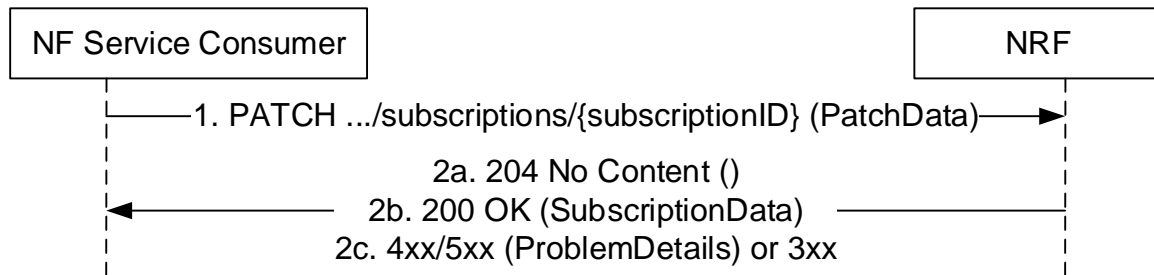 NF Service Consumer
NRF
1. PATCH .../subscriptions/{subscriptionID} (PatchData)
2a. 204 No Content ()
2b. 200 OK (SubscriptionData)
2c. 4xx/5xx (ProblemDetails) or 3xx